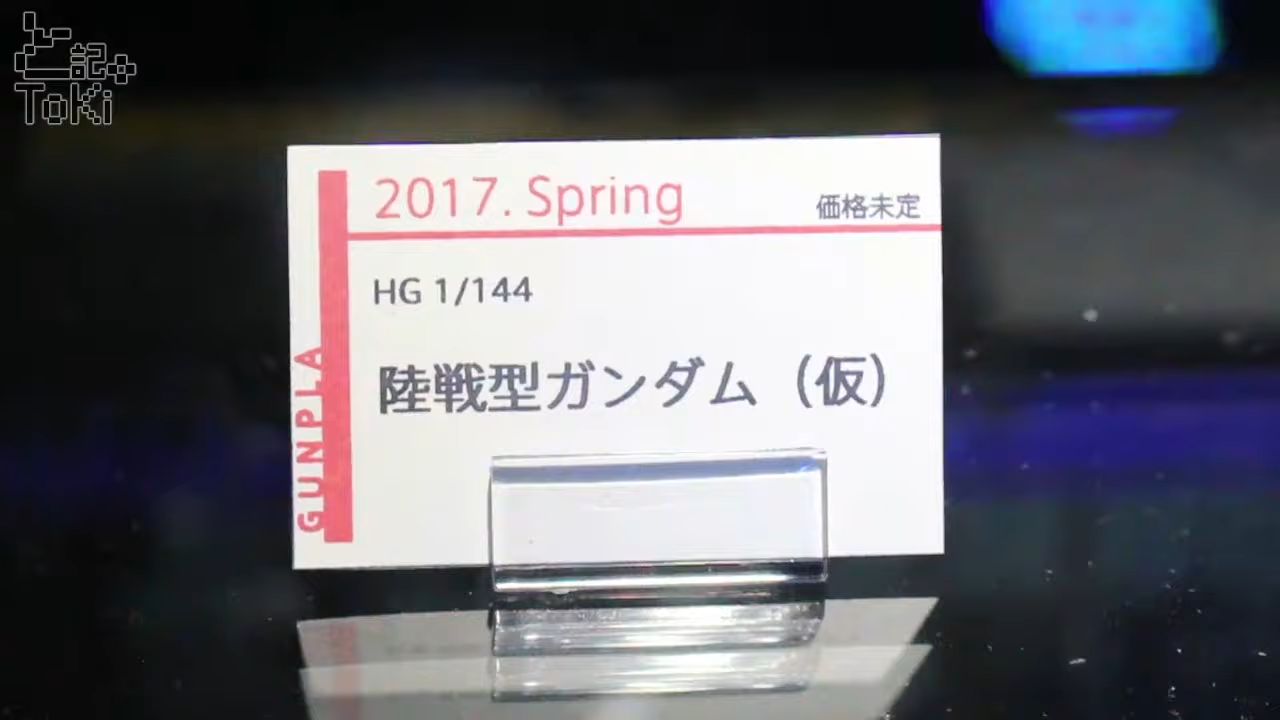 と記+
ToKi
2017. Spring
価格未定
HG 1/144
陸戦型ガンダム（仮）
GUNPLA